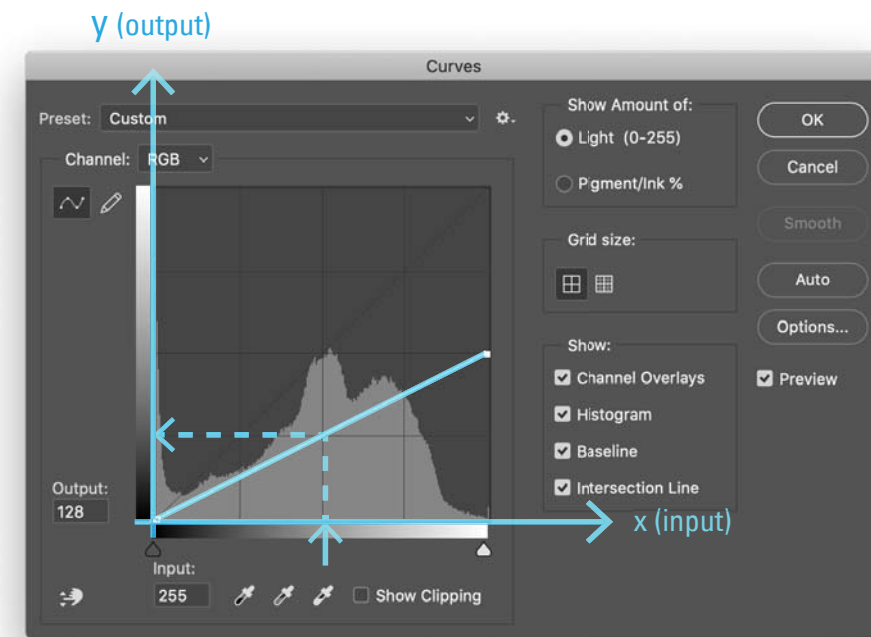 y (output)
Curves
Preset: Custom
Channel: RGB
Output:
128
Input:
255
Show Clipping
x (input)
Show Amount of:
Light (0-255)
Pigment/Ink %
Grid size:
Show:
Channel Overlays
Histogram
Baseline
Intersection Line
OK
Cancel
Smooth
Auto
Options...
Preview